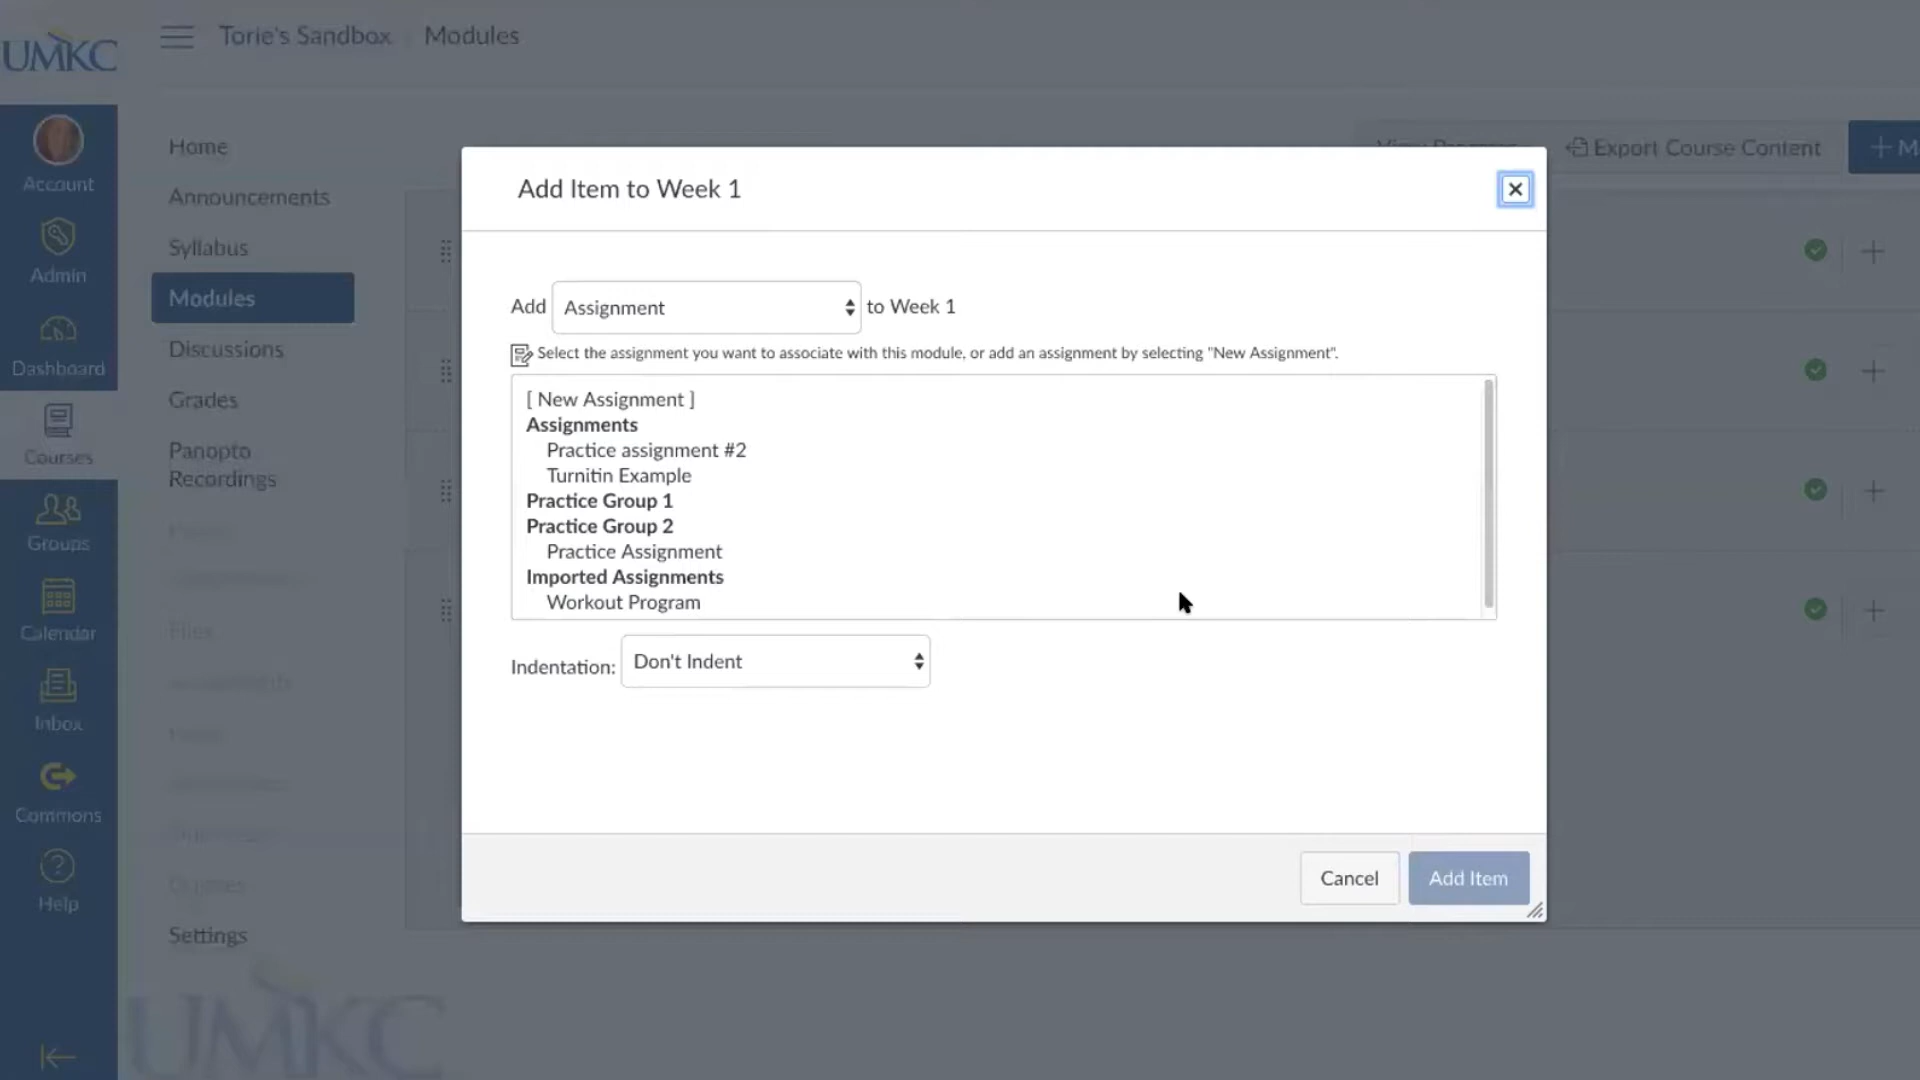 UMKC
Torie's Sandbox
Modules
Account
Admin
Dashboard
Courses
Groups
Calendar
Inbox
Commons
Help
Home
Announcements
Syllabus
Modules
Discussions
Grades
Panopto
Recordings
Files
Settings
Export Course Content
Add Item to Week 1
Add Assignment to Week 1
Select the assignment you want to associate with this module, or add an assignment by selecting "New Assignment".
[ New Assignment ]
Assignments
Practice assignment #2
Turnitin Example
Practice Group 1
Practice Group 2
Practice Assignment
Imported Assignments
Workout Program
Indentation: Don't Indent
Cancel
Add Item
UMKC